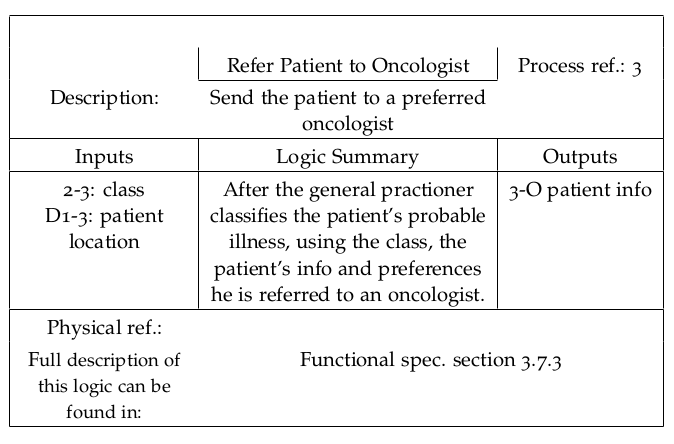 Refer Patient to Oncologist Process ref.: 3
Description: Send the patient to a preferred
oncologist
Inputs Logic Summary Outputs
2-3: class After the general practioner 3-O patient info
D1-3: patient classifies the patient's probable
location illness, using the class, the
patient's info and preferences
he is referred to an oncologist.
Physical ref.:
Full description of Functional spec. section 3.7.3
this logic can be
found in: